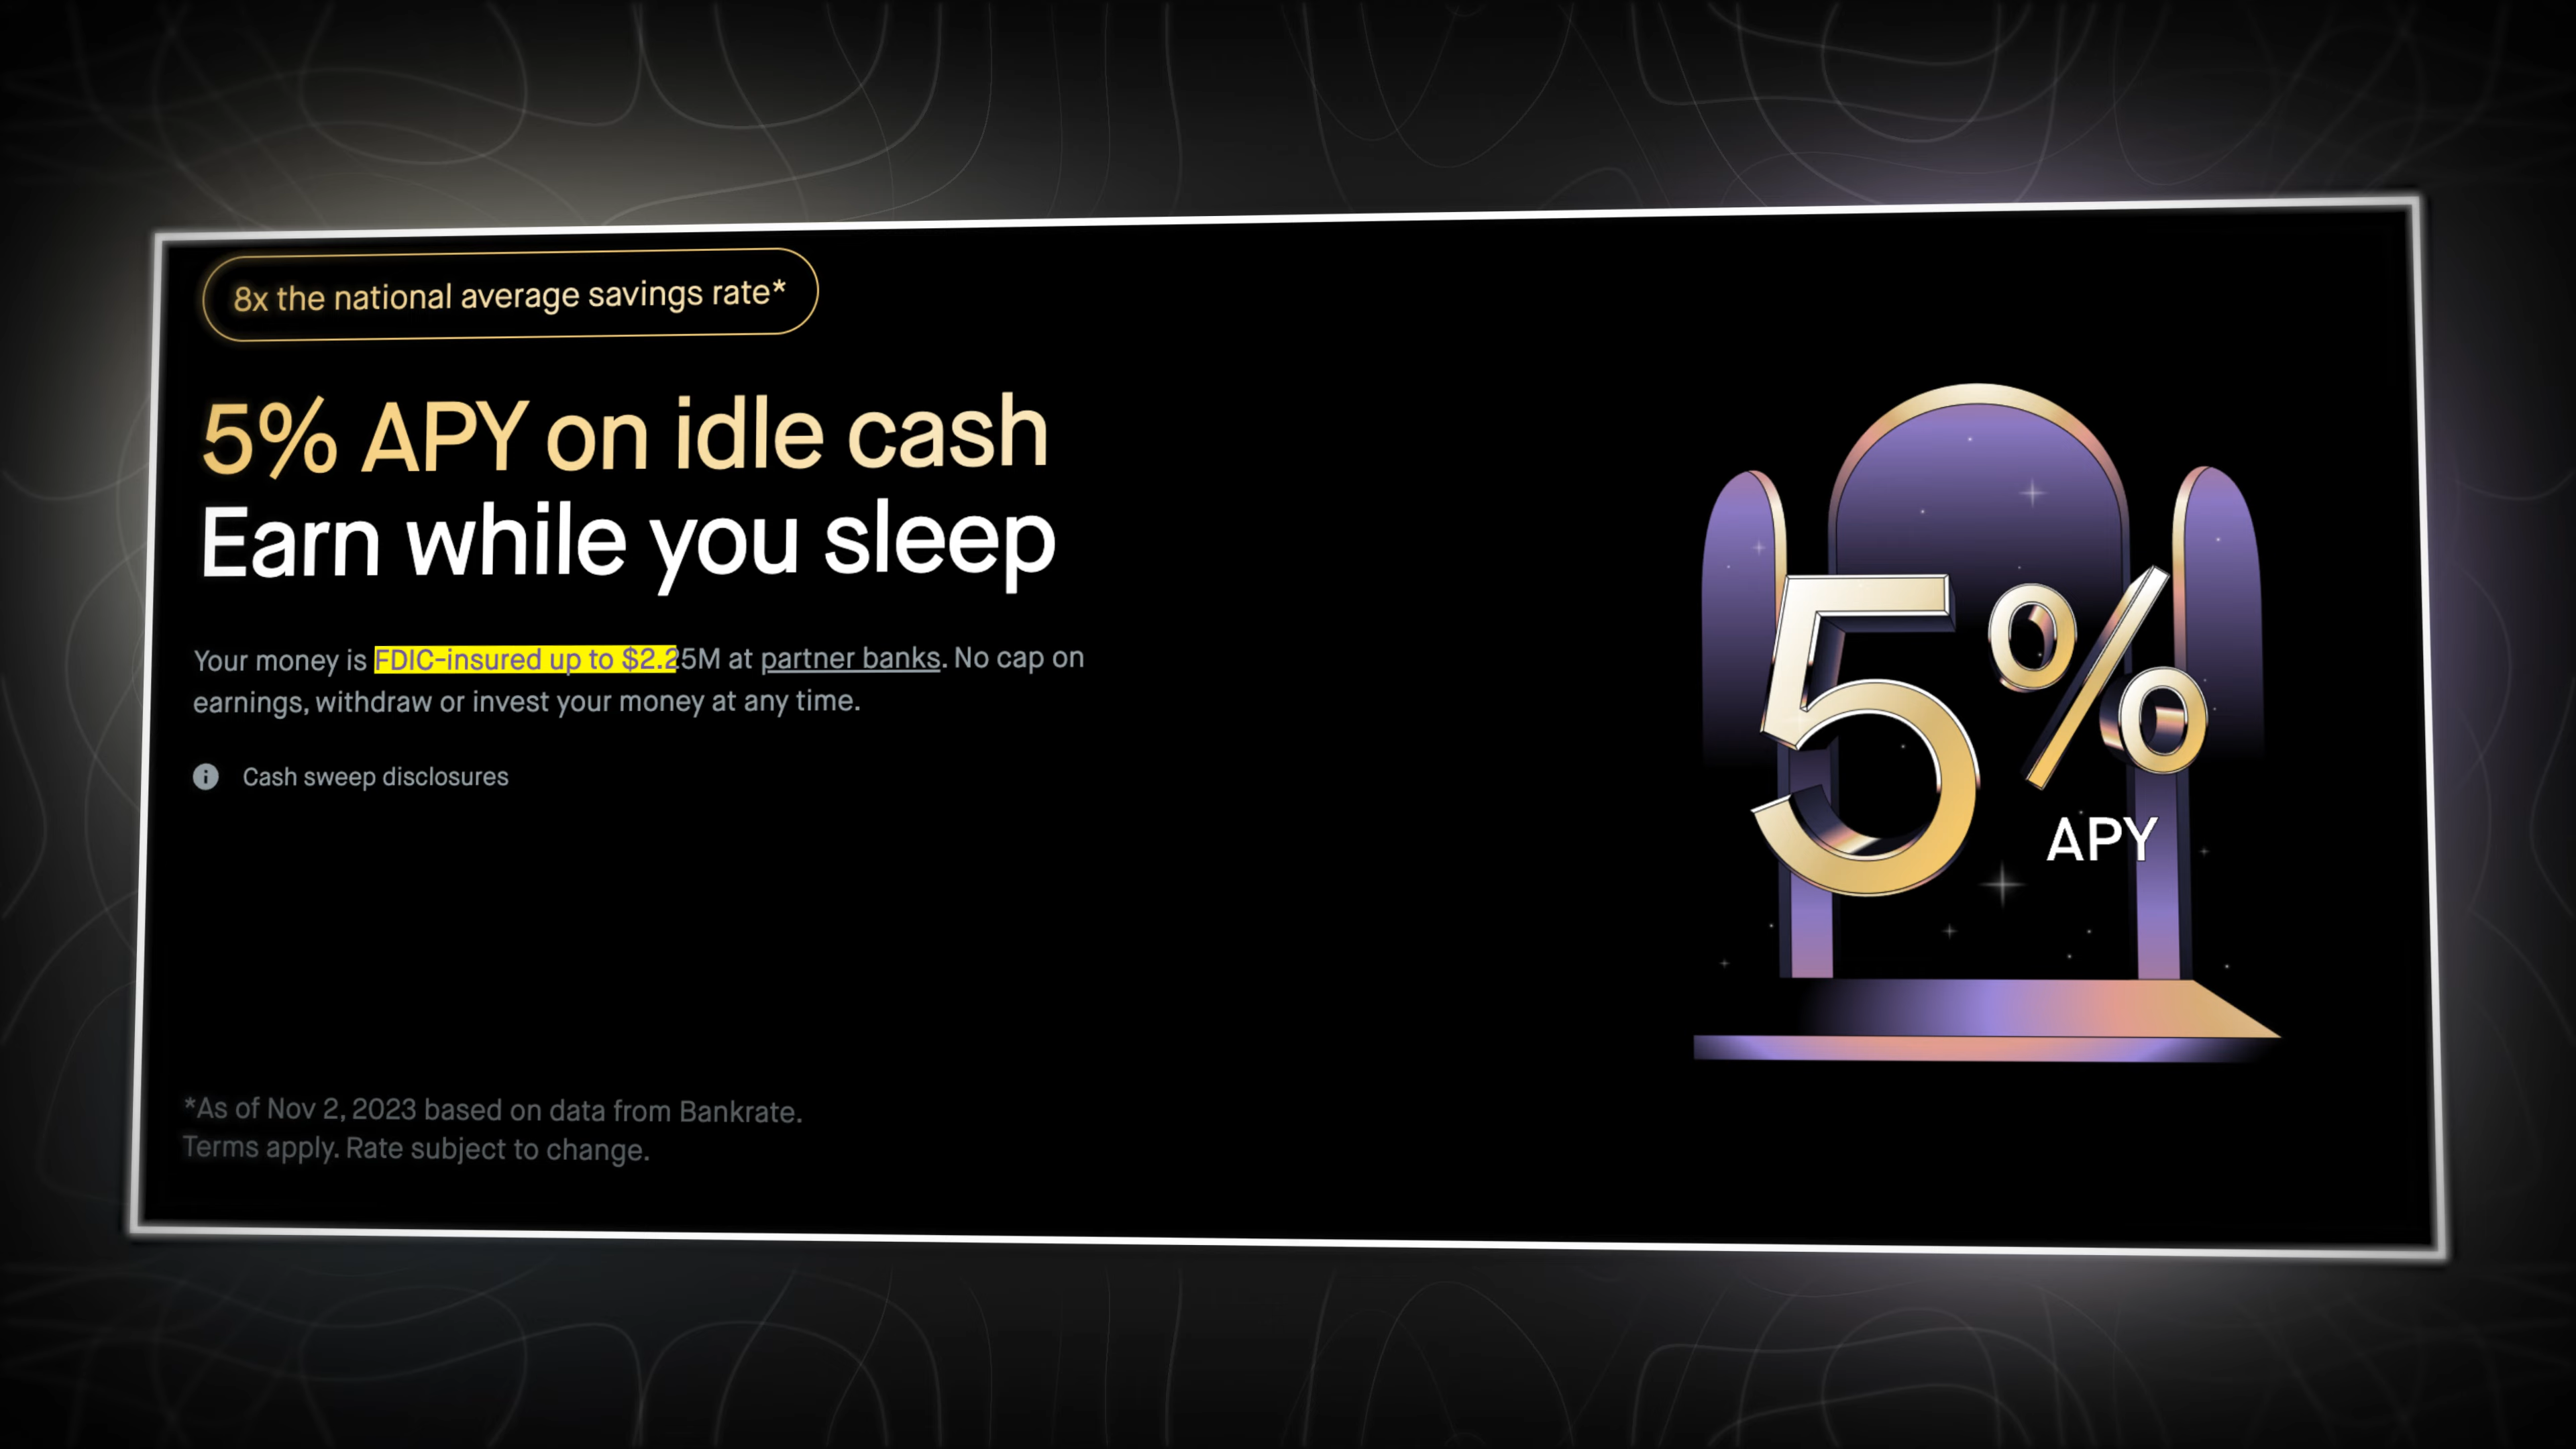 8x the national average savings rate*
5% APY on idle cash
Earn while you sleep
Your money is FDIC-insured up to $2.25M at partner banks. No cap on
earnings, withdraw or invest your money at any time.
Cash sweep disclosures
5%
APY
*As of Nov 2, 2023 based on data from Bankrate.
Terms apply. Rate subject to change.